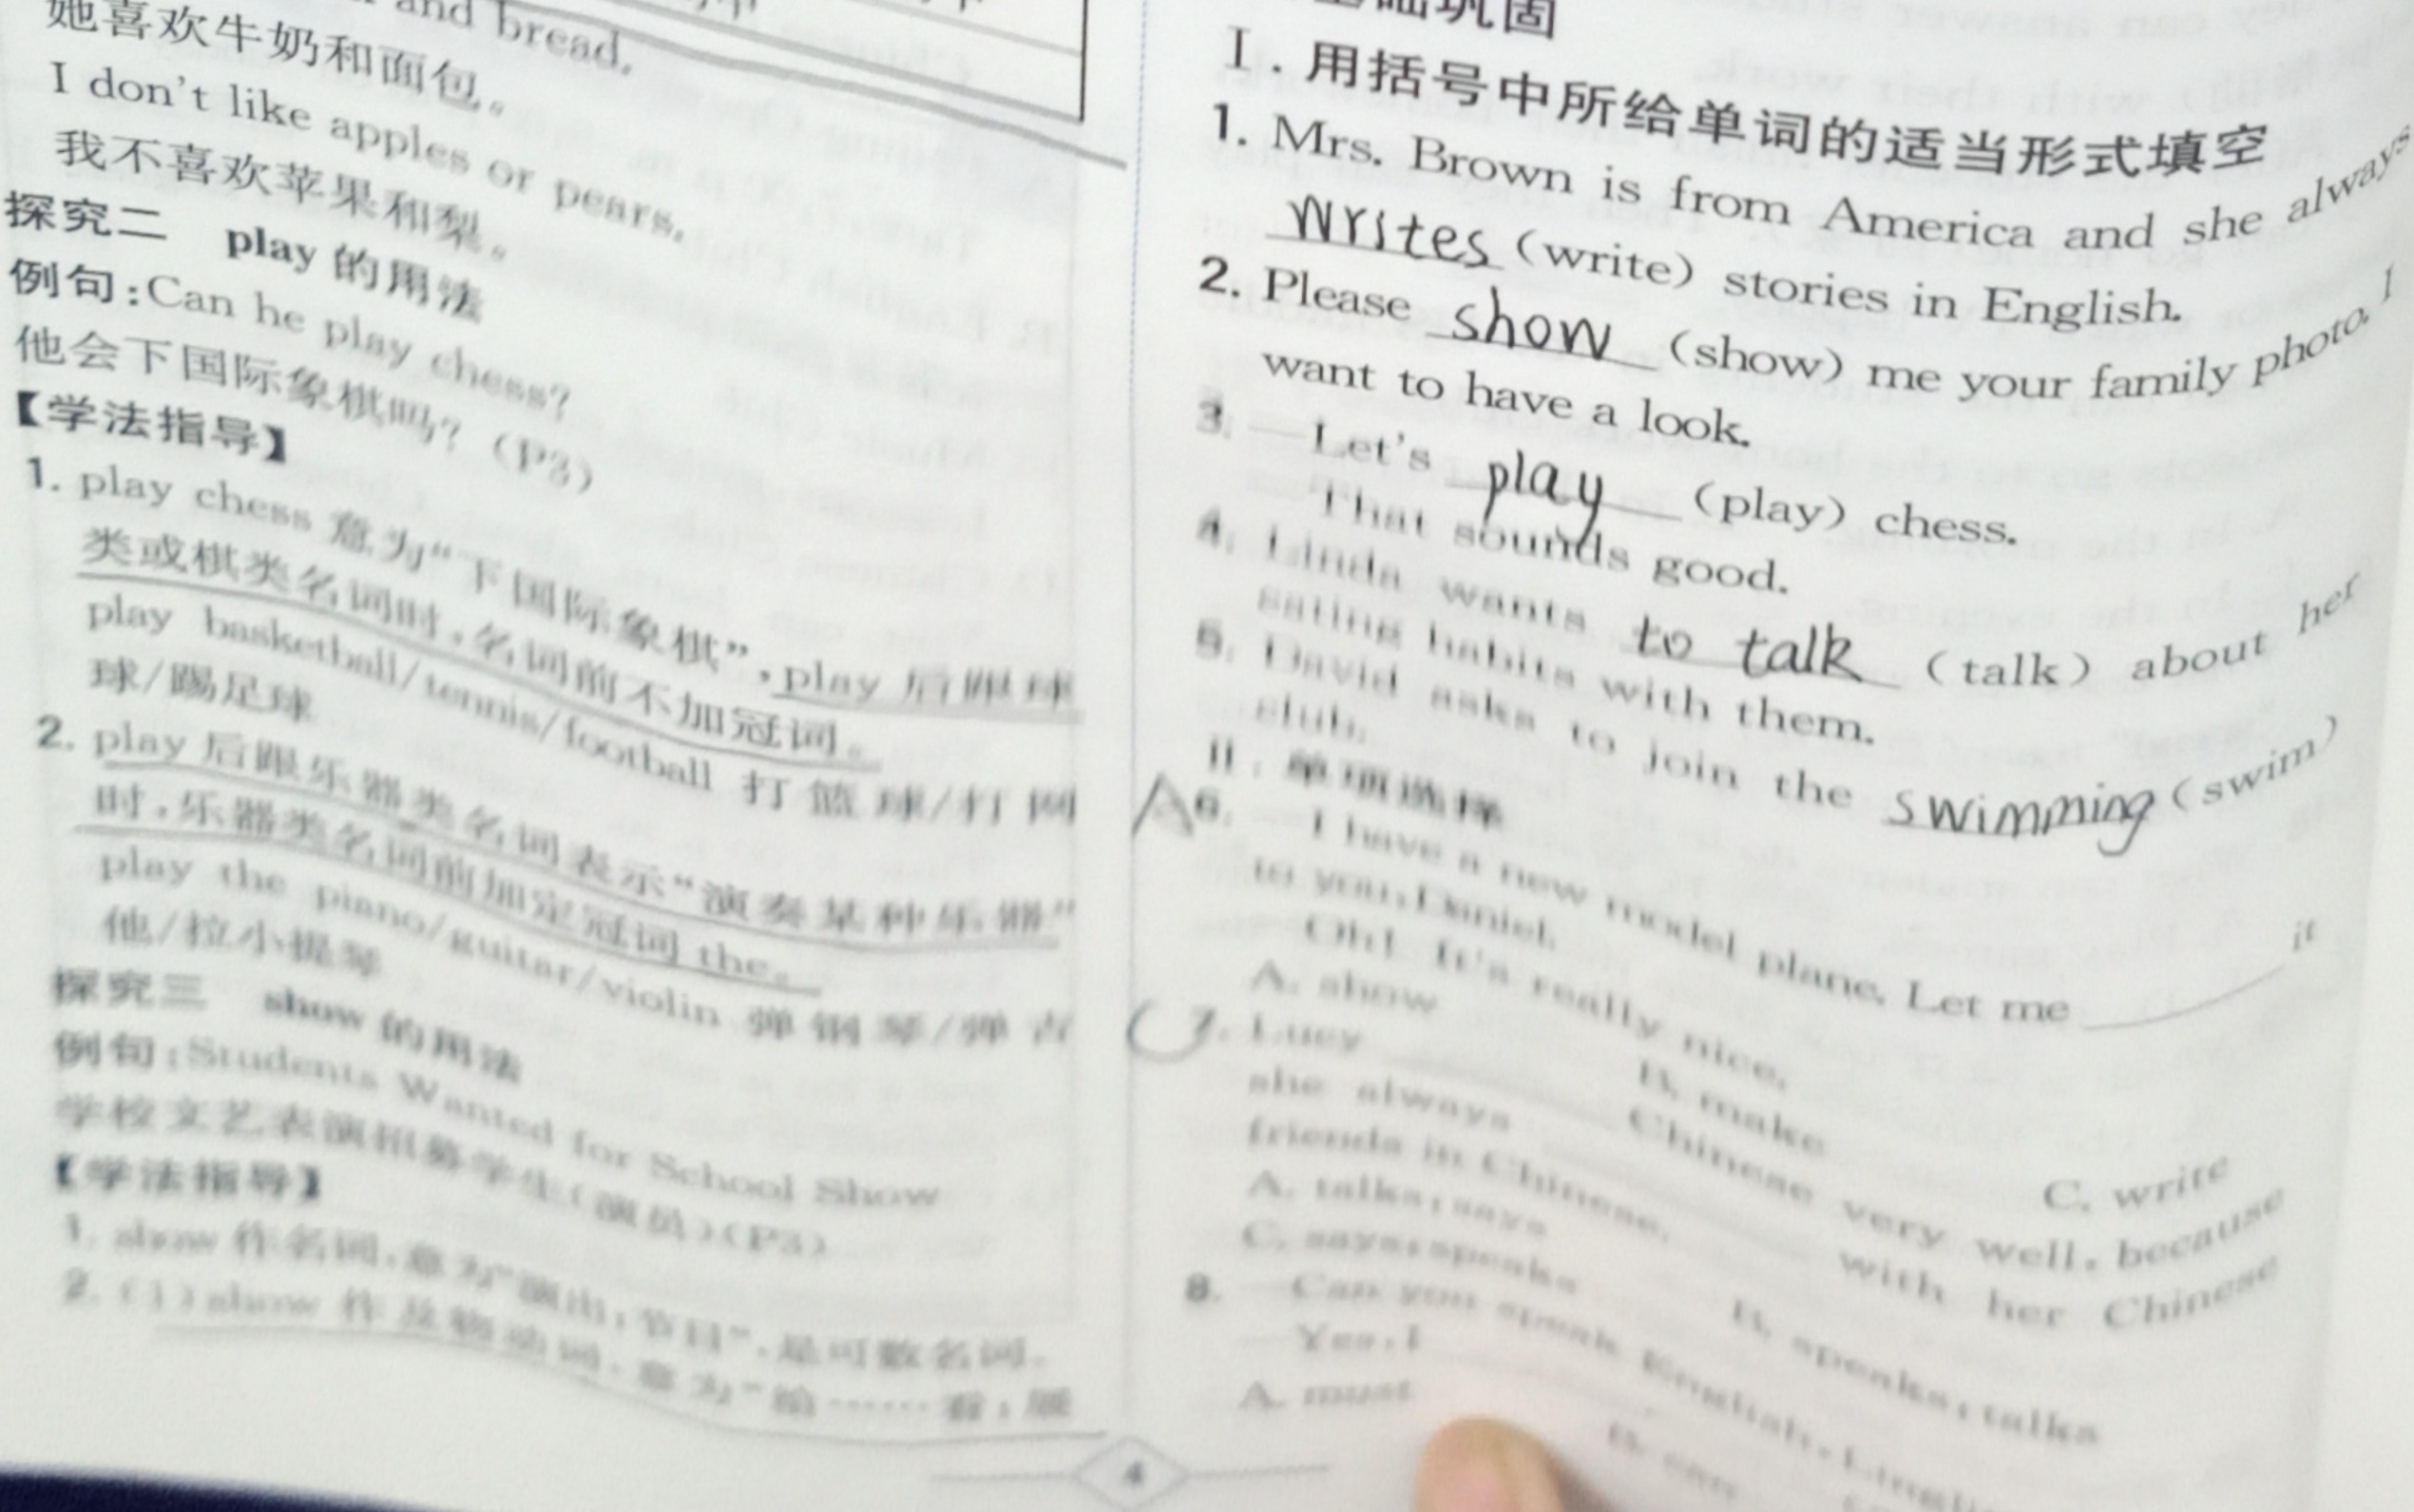 and bread.
她喜欢牛奶和面包。
I don't like apples or pears.
我不喜欢苹果和梨。
探究二 play 的用法
例句:Can he play chess?
他会下国际象棋吗?(P3)
【学法指导】
1. play chess 意为“下国际象棋”,play 后跟球
类或棋类名词时,名词前不加冠词。
play basketball/tennis/football 打篮球/打网
球/踢足球
2. play 后跟乐器类名词表示“演奏某种乐器”
时,乐器类名词前加定冠词 the。
play the piano/guitar/violin 弹钢琴/弹吉
他/拉小提琴
探究三 show 的用法
例句:Students Wanted for School Show
学校文艺表演招募学生(演员)(P3)
【学法指导】
1. show 作名词,意为“演出;节目”,是可数名词。
2. (1)show 作及物动词,意为“给……看;展
4
基础巩固
Ⅰ. 用括号中所给单词的适当形式填空
1. Mrs. Brown is from America and she always
writes (write) stories in English.
2. Please show (show) me your family photo. I
want to have a look.
3. —Let's play (play) chess.
—That sounds good.
4. Linda wants to talk (talk) about her
eating habits with them.
5. David asks to join the swimming (swim)
club.
Ⅱ. 单项选择
A 6. —I have a new model plane. Let me ______ it
to you, Daniel.
—Oh! It's really nice.
A. show B. make C. write
C 7. Lucy ______ Chinese very well, because
she always ______ with her Chinese
friends in Chinese.
A. talks; says B. speaks; talks
C. says; speaks
8. —Can you speak English,
—Yes, I
A. must B. can